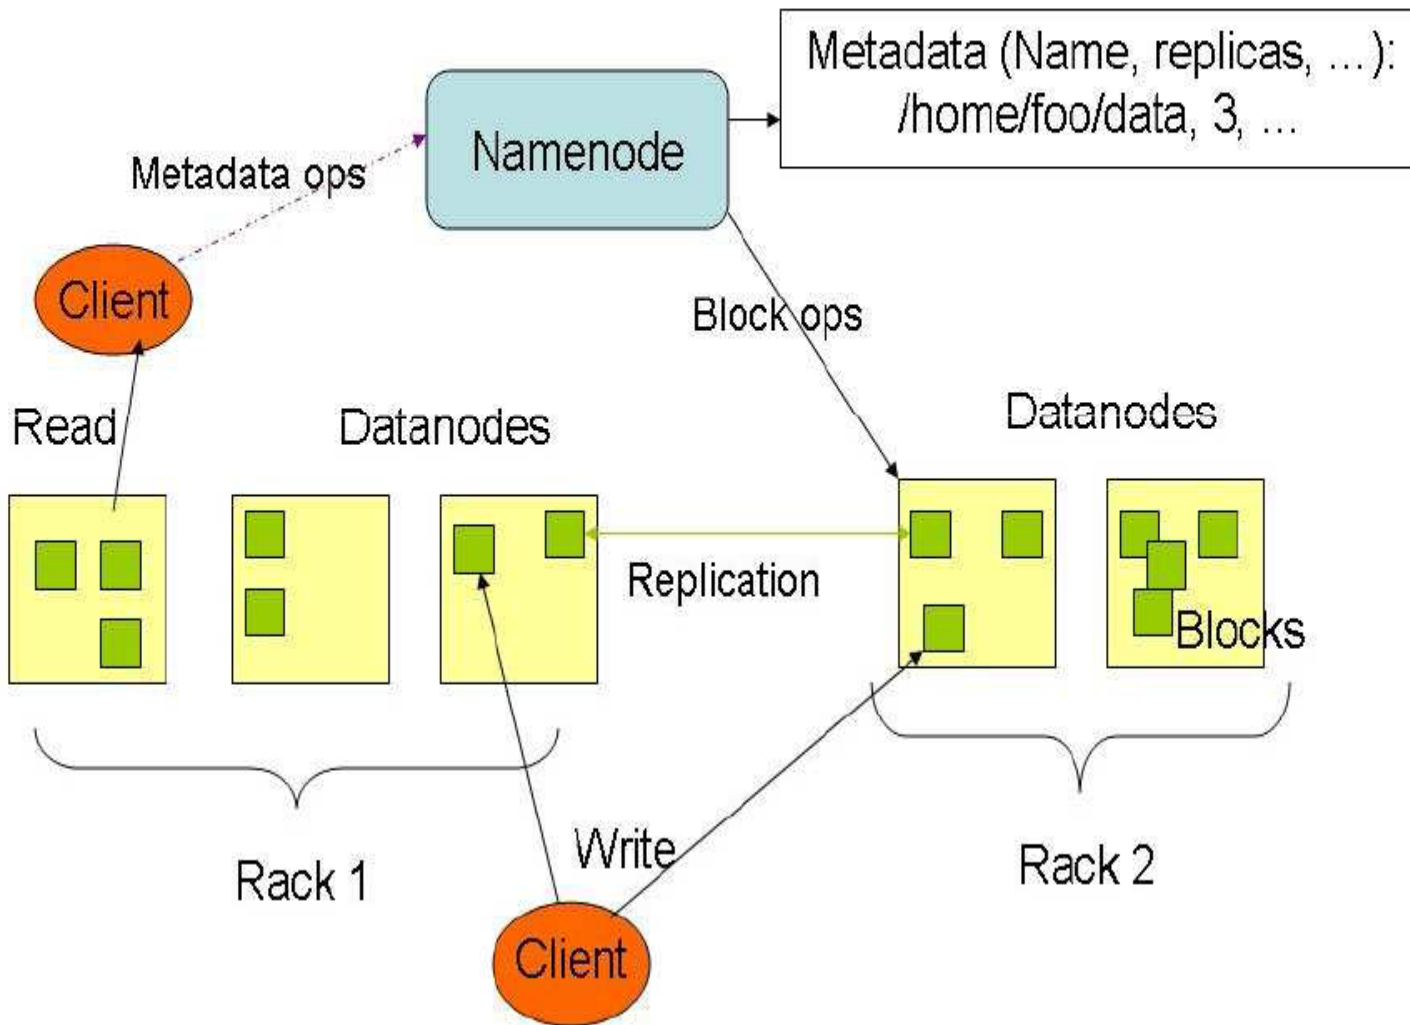 Metadata (Name, replicas, ...):
/home/foo/data, 3, ...
Namenode
Metadata ops
Client
Block ops
Read
Datanodes
Datanodes
Replication
Blocks
Rack 1
Write
Rack 2
Client